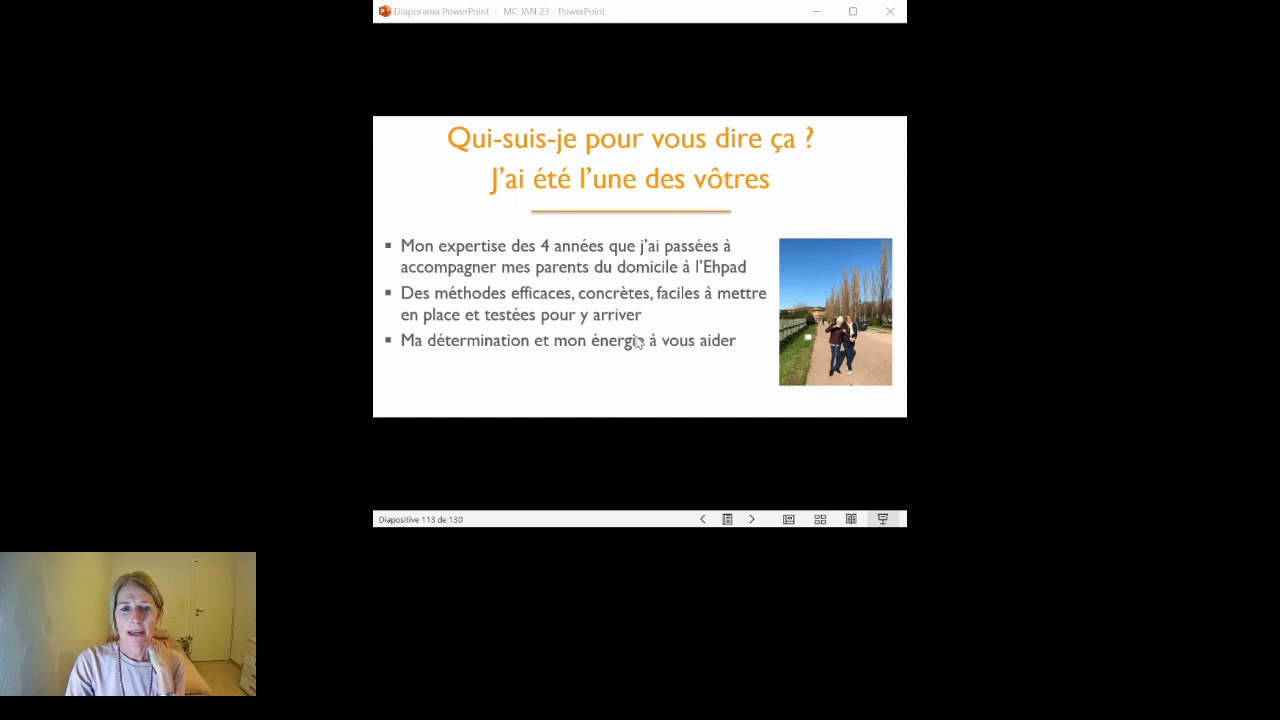 Diaporama PowerPoint - MC JAN 23 - PowerPoint
Qui-suis-je pour vous dire ça ?
J’ai été l’une des vôtres
▪ Mon expertise des 4 années que j’ai passées à
accompagner mes parents du domicile à l’Ehpad
▪ Des méthodes efficaces, concrètes, faciles à mettre
en place et testées pour y arriver
▪ Ma détermination et mon énergie à vous aider
Diapositive 113 de 130